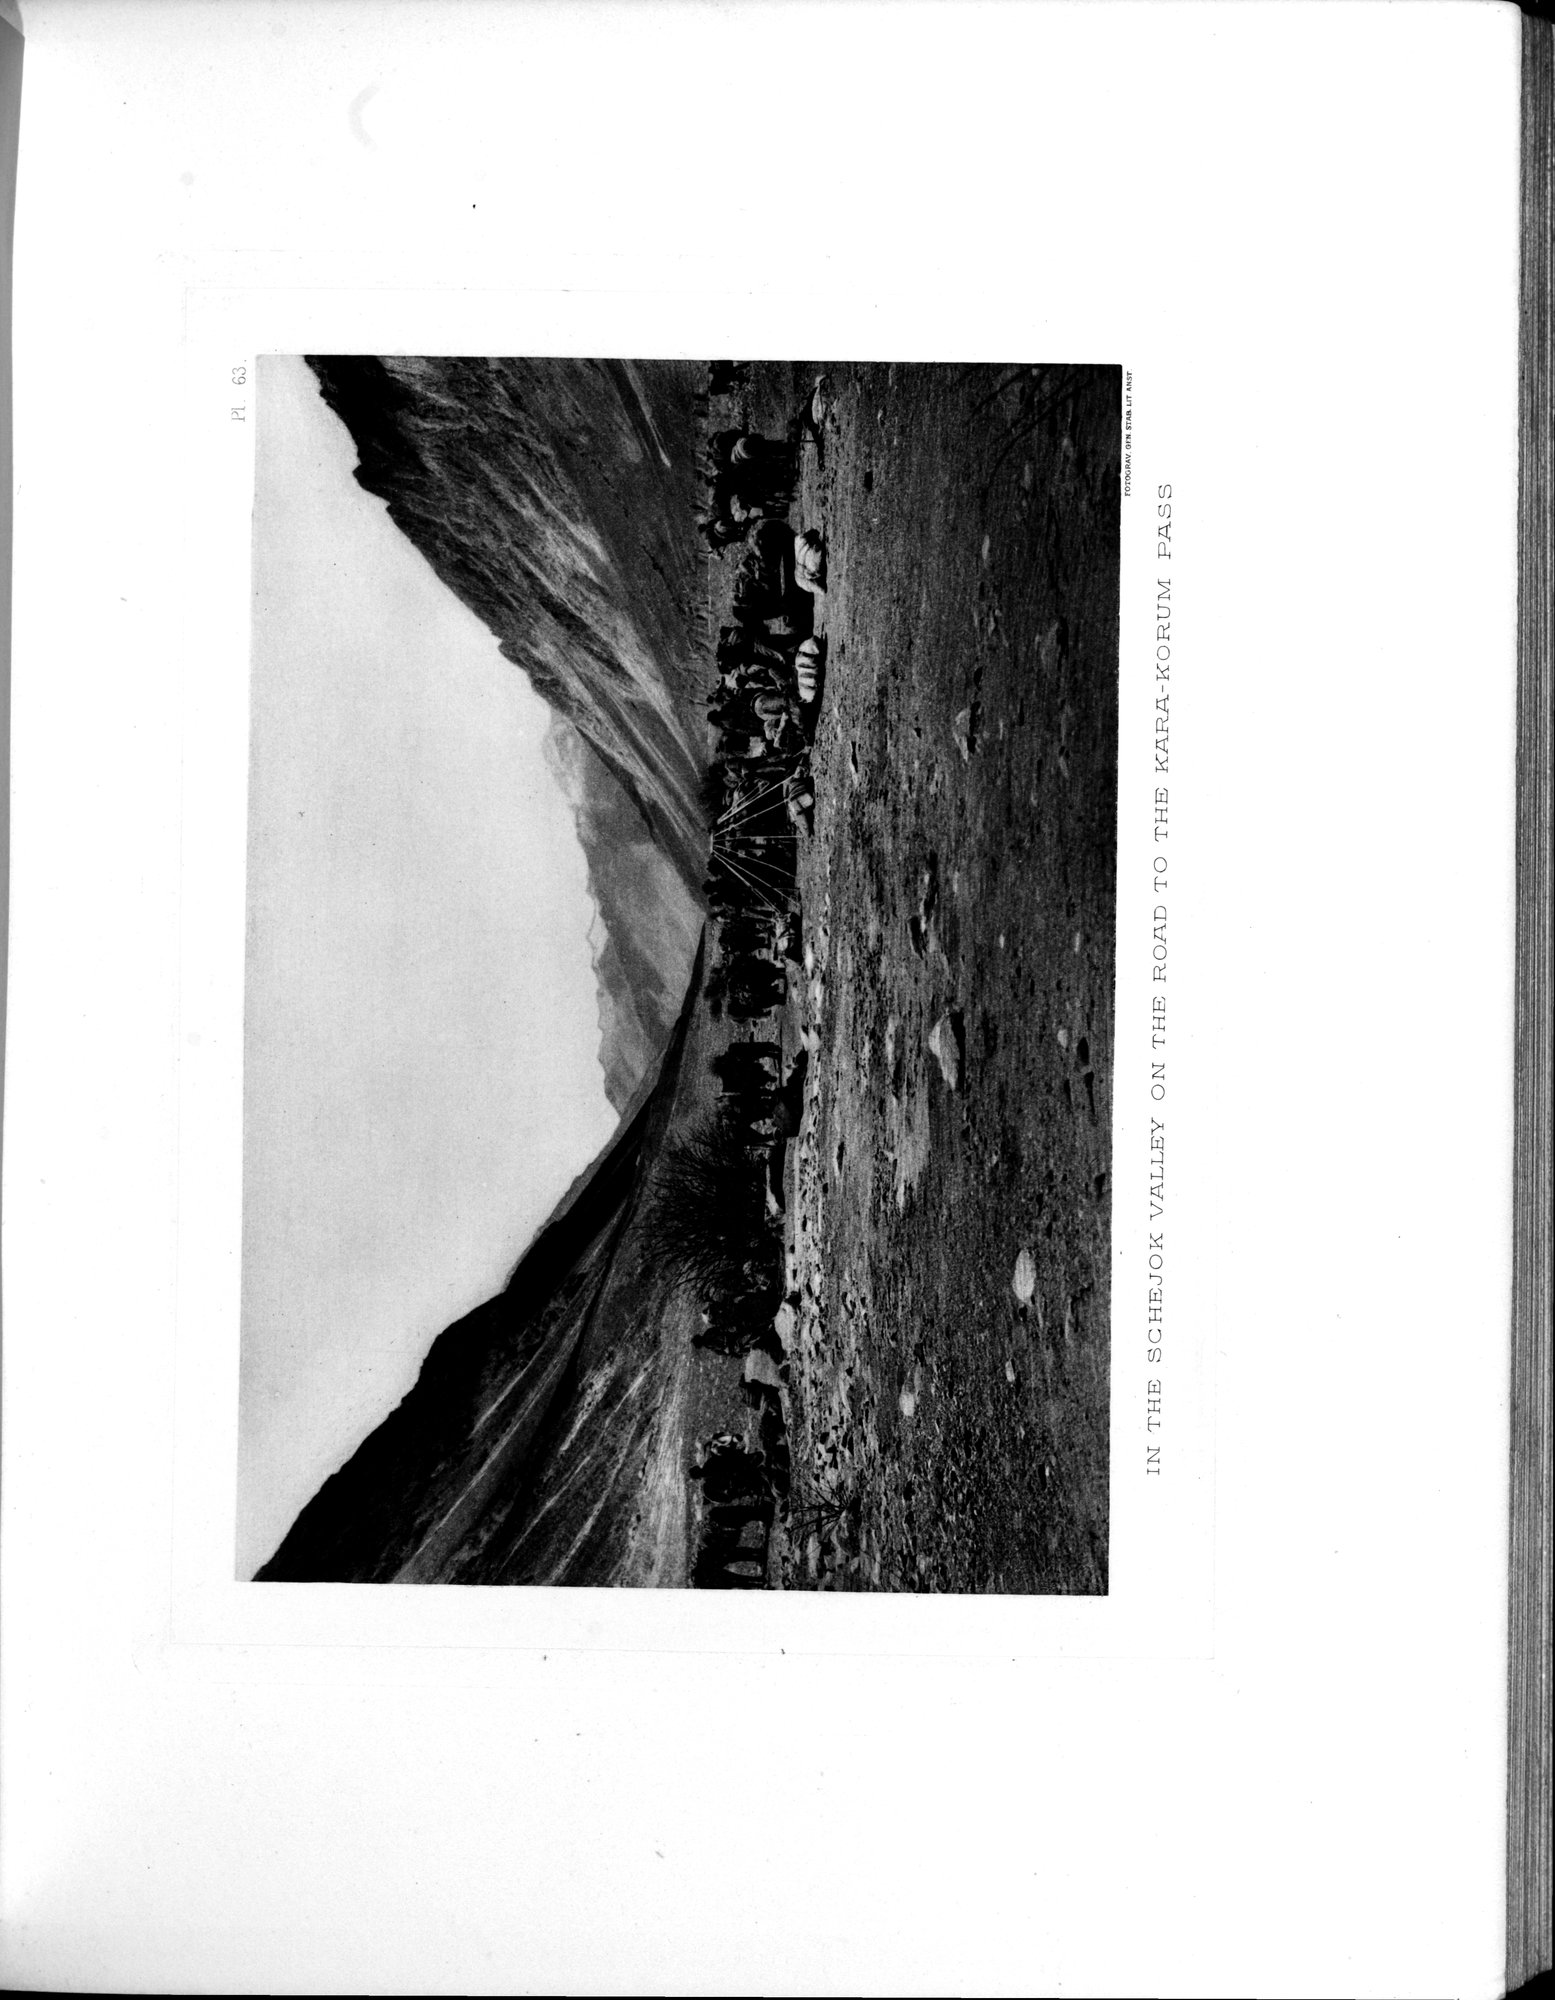 Pl. 63
FOTOGRAV. GEN. STAB. LIT. ANST
IN THE SCHEJOK VALLEY ON THE ROAD TO THE KARA-KORUM PASS